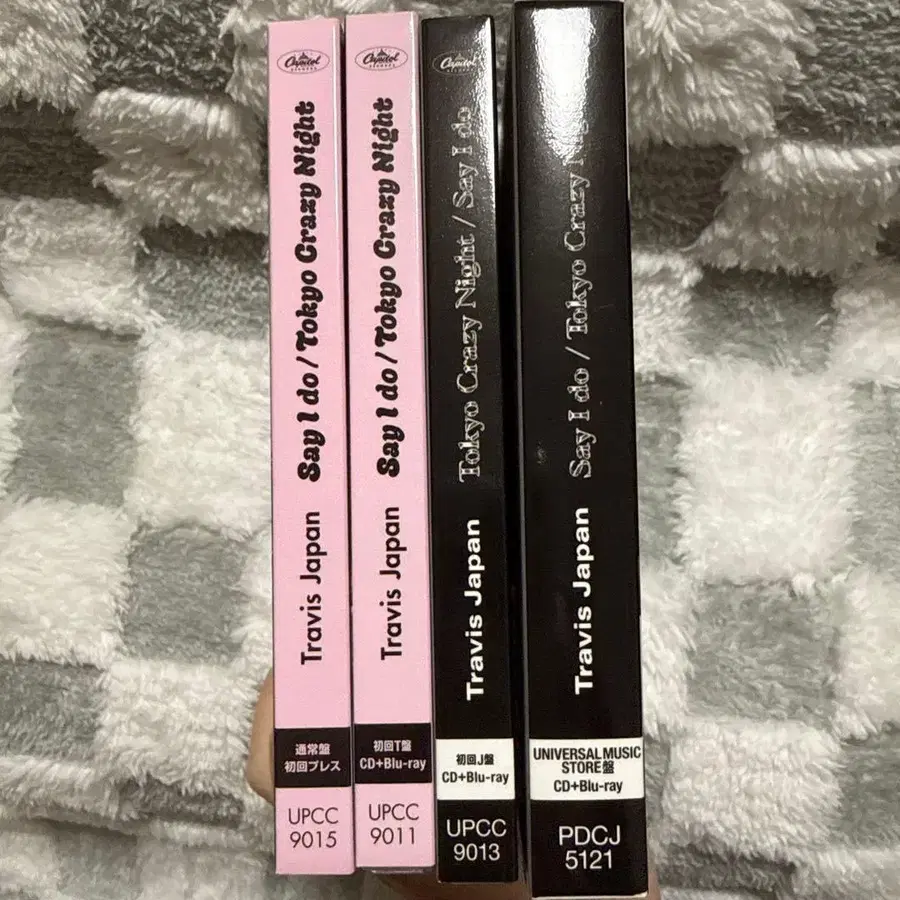 Capitol
RECORDS
Travis Japan Say I do / Tokyo Crazy Night
通常盤
初回プレス
UPCC
9015
Capitol
RECORDS
Travis Japan Say I do / Tokyo Crazy Night
初回T盤
CD+Blu-ray
UPCC
9011
Capitol
RECORDS
Travis Japan Tokyo Crazy Night / Say I do
初回J盤
CD+Blu-ray
UPCC
9013
Travis Japan Say I do / Tokyo Crazy
UNIVERSAL MUSIC
STORE盤
CD+Blu-ray
PDCJ
5121